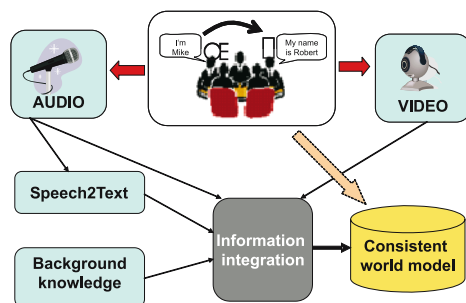 I'm
Mike
My name
is Robert
AUDIO
VIDEO
Speech2Text
Information
integration
Background
knowledge
Consistent
world model